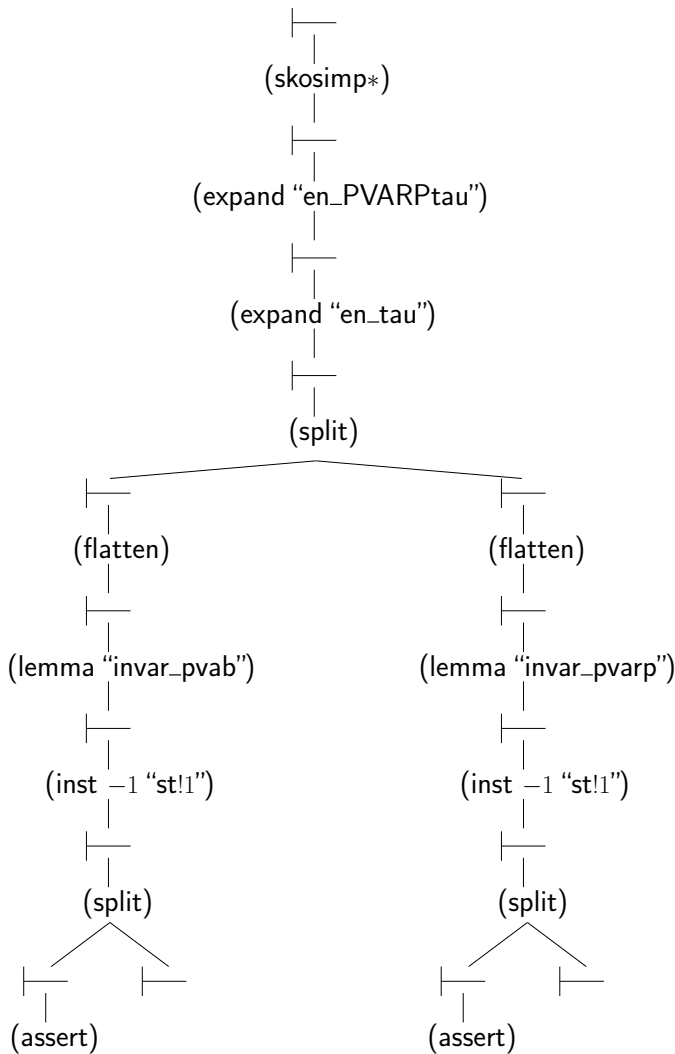 (skosimp∗)
(expand “en_PVARPtau”)
(expand “en_tau”)
(split)
(flatten) (flatten)
(lemma “invar_pvab”) (lemma “invar_pvarp”)
(inst −1 “st!1”) (inst −1 “st!1”)
(split) (split)
(assert) (assert)